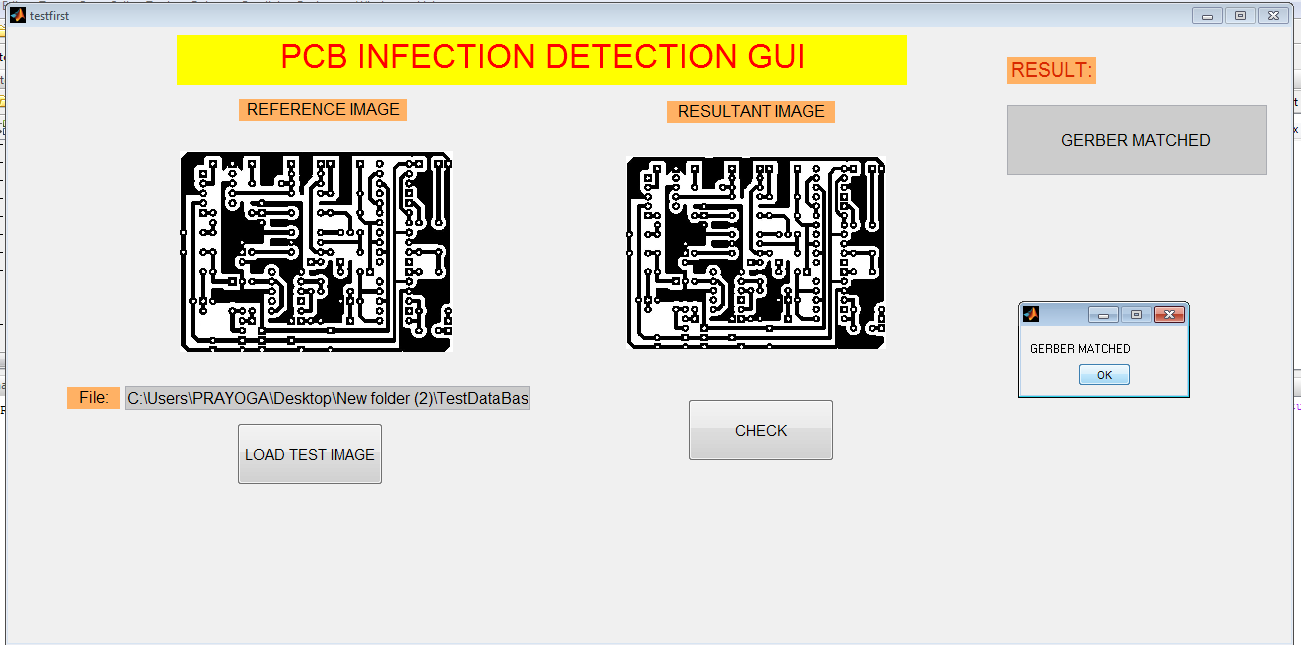 testfirst
PCB INFECTION DETECTION GUI
RESULT:
REFERENCE IMAGE
RESULTANT IMAGE
GERBER MATCHED
GERBER MATCHED
OK
File: C:\Users\PRAYOGA\Desktop\New folder (2)\TestDataBas
CHECK
LOAD TEST IMAGE